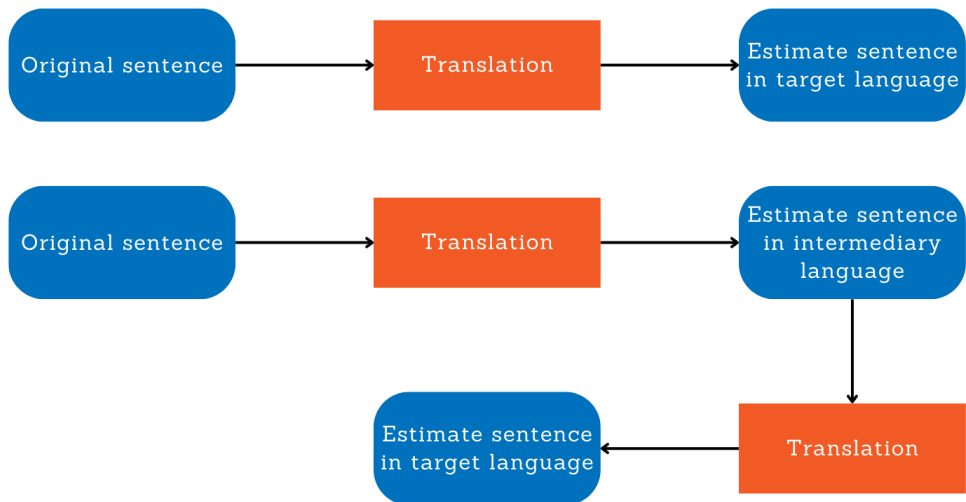 Original sentence
Translation
Estimate sentence
in target language
Original sentence
Translation
Estimate sentence
in intermediary
language
Translation
Estimate sentence
in target language